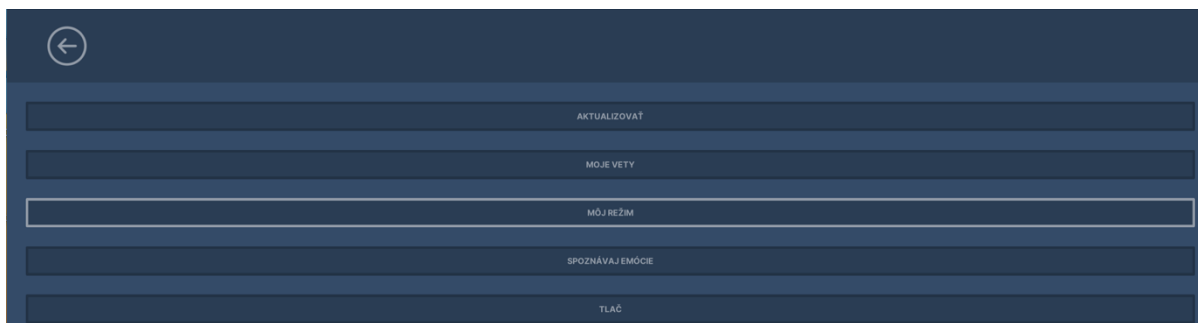 AKTUALIZOVAŤ
MOJE VETY
MÔJ REŽIM
SPOZNÁVAJ EMÓCIE
TLAČ